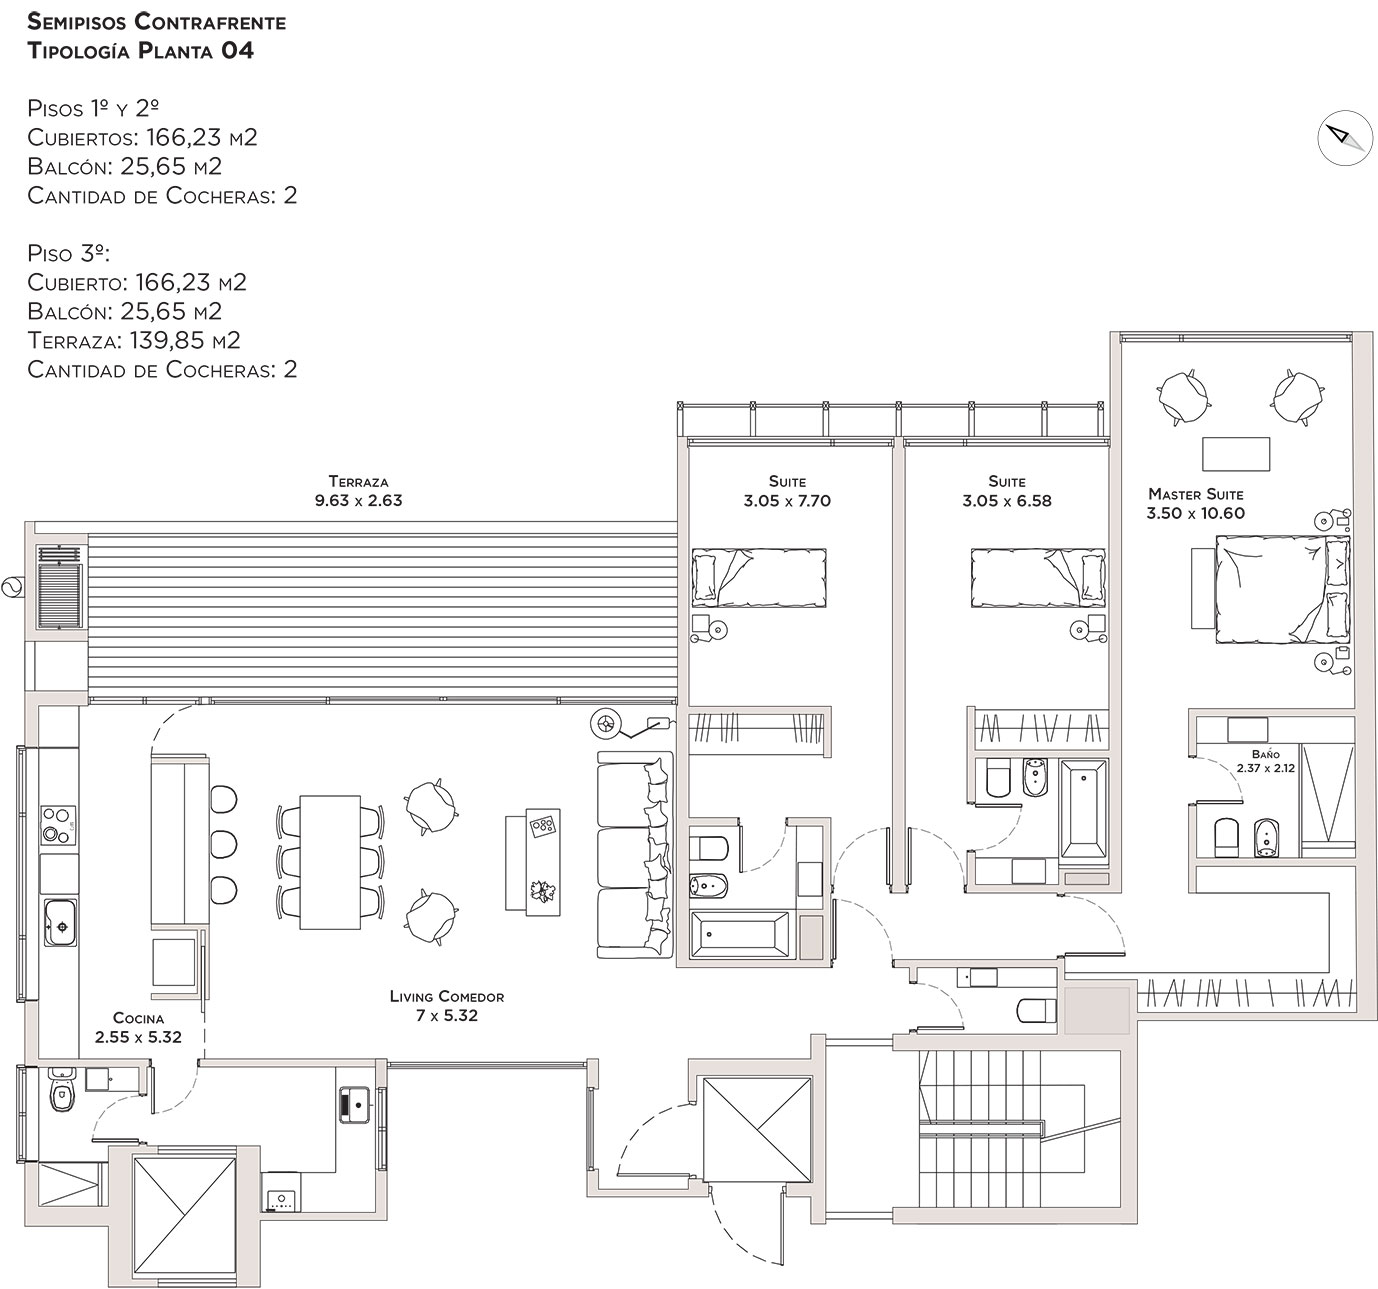 Semipisos Contrafrente
Tipología Planta 04
Pisos 1º y 2º
Cubiertos: 166,23 m2
Balcón: 25,65 m2
Cantidad de Cocheras: 2
Piso 3º:
Cubierto: 166,23 m2
Balcón: 25,65 m2
Terraza: 139,85 m2
Cantidad de Cocheras: 2
Terraza
9.63 x 2.63
Suite
3.05 x 7.70
Suite
3.05 x 6.58
Master Suite
3.50 x 10.60
Baño
2.37 x 2.12
Living Comedor
7 x 5.32
Cocina
2.55 x 5.32